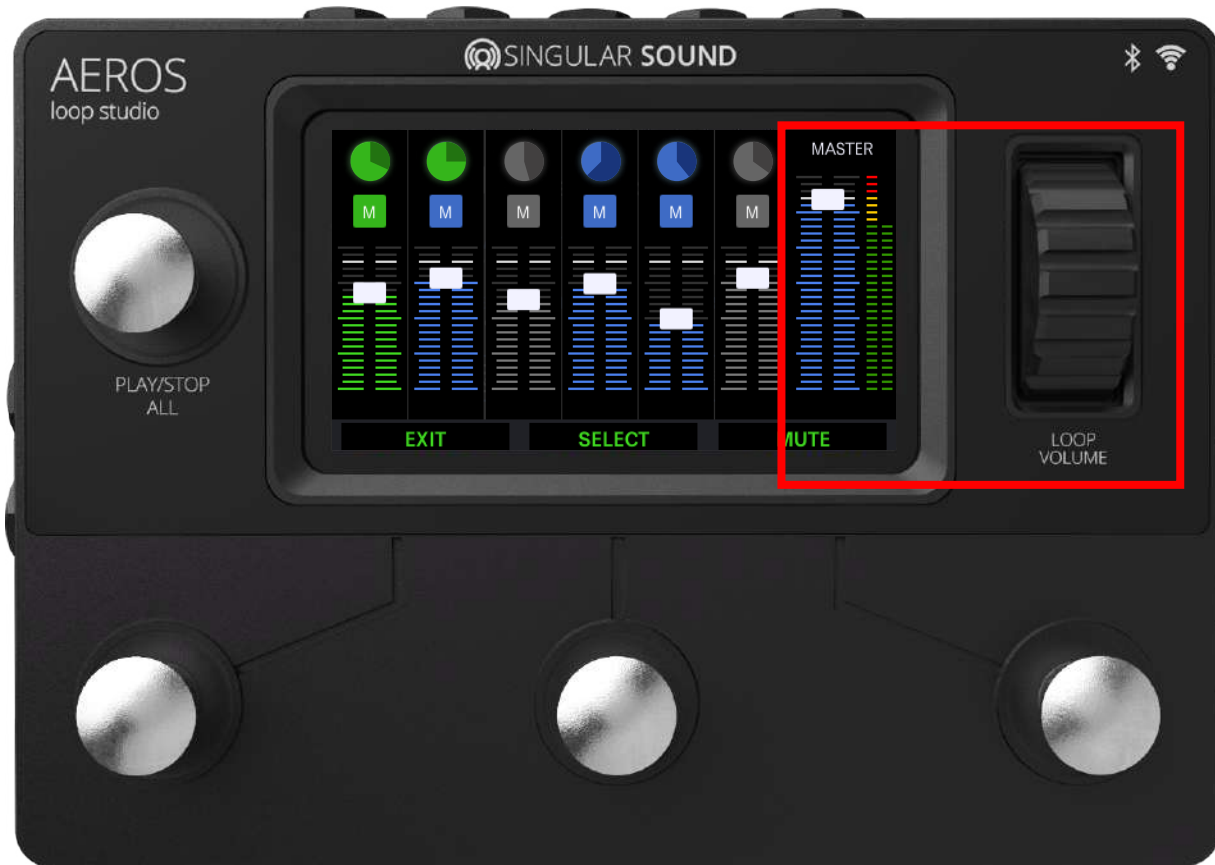 AEROS
loop studio
SINGULAR SOUND
MASTER
M M M M M M
EXIT
SELECT
MUTE
PLAY/STOP
ALL
LOOP
VOLUME